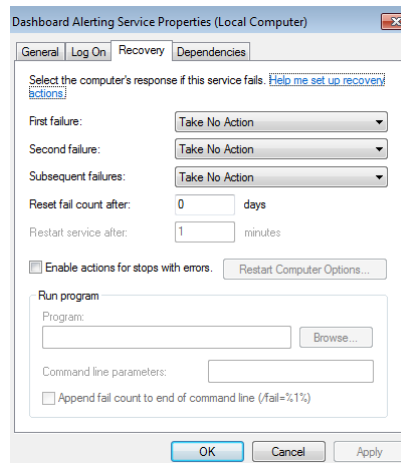 Dashboard Alerting Service Properties (Local Computer)
General Log On Recovery Dependencies
Select the computer's response if this service fails. Help me set up recovery
actions.
First failure: Take No Action
Second failure: Take No Action
Subsequent failures: Take No Action
Reset fail count after: 0 days
Restart service after: 1 minutes
Enable actions for stops with errors. Restart Computer Options...
Run program
Program:
Browse...
Command line parameters:
Append fail count to end of command line (/fail=%1%)
OK Cancel Apply